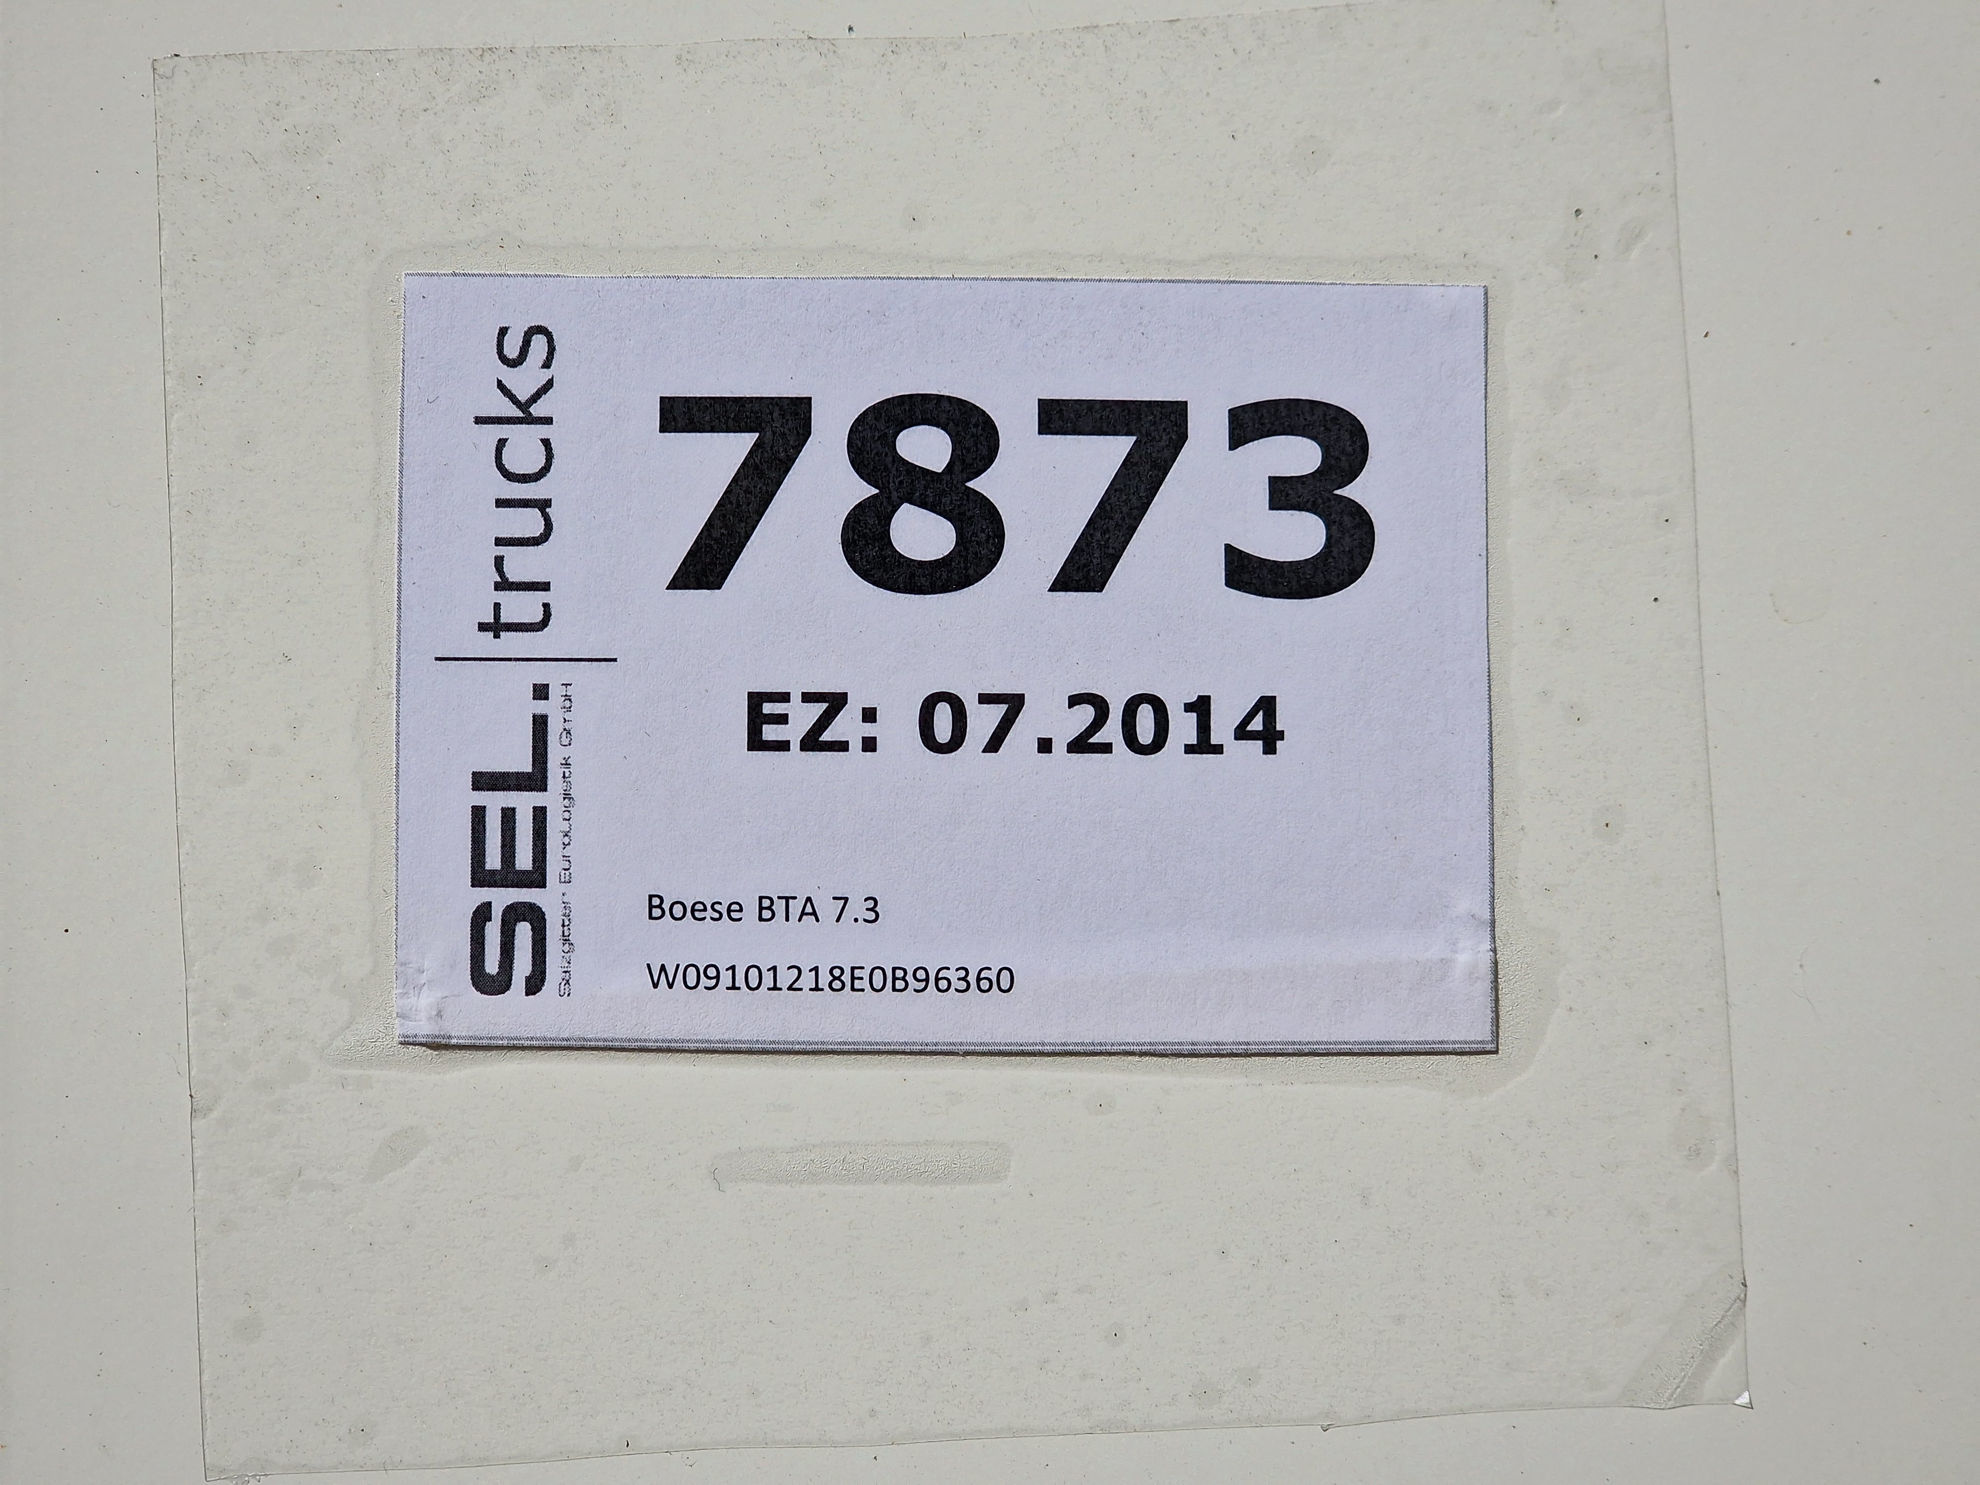 SEL. | trucks
Salzgitter Eurologistik GmbH
7873
EZ: 07.2014
Boese BTA 7.3
W09101218E0B96360